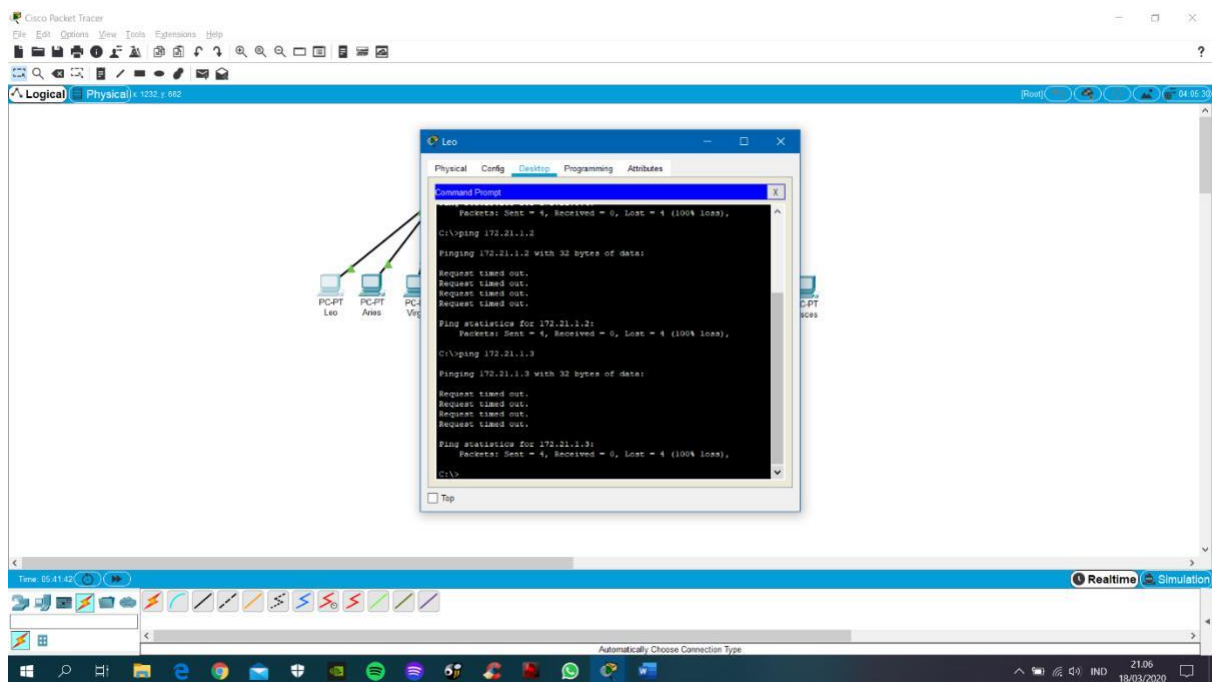 Cisco Packet Tracer
File Edit Options View Tools Extensions Help
?
Logical Physical x: 1232, y: 662 [Root] 04:05:30
Leo
Physical Config Desktop Programming Attributes
Command Prompt X
Packets: Sent = 4, Received = 0, Lost = 4 (100% loss),
C:\>ping 172.21.1.2
Pinging 172.21.1.2 with 32 bytes of data:
Request timed out.
Request timed out.
Request timed out.
Request timed out.
Ping statistics for 172.21.1.2:
Packets: Sent = 4, Received = 0, Lost = 4 (100% loss),
C:\>ping 172.21.1.3
Pinging 172.21.1.3 with 32 bytes of data:
Request timed out.
Request timed out.
Request timed out.
Request timed out.
Ping statistics for 172.21.1.3:
Packets: Sent = 4, Received = 0, Lost = 4 (100% loss),
C:\>
Top
PC-PT
Leo
PC-PT
Aries
PC-
Virg
C-PT
sces
Time: 05:41:42
Realtime Simulation
Automatically Choose Connection Type
IND
21.06
18/03/2020